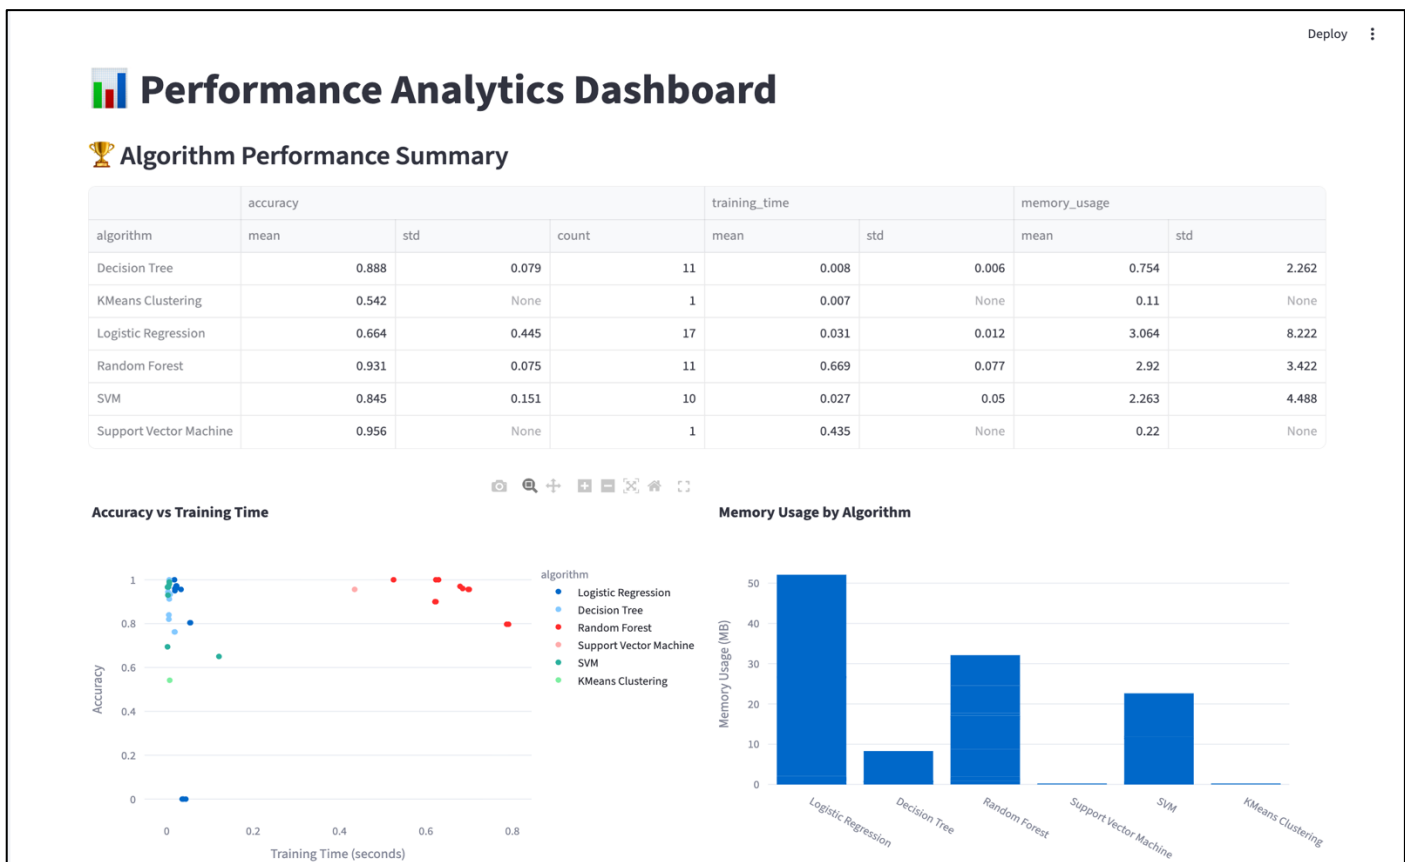 Deploy
Performance Analytics Dashboard
Algorithm Performance Summary
accuracy training_time memory_usage
algorithm mean std count mean std mean std
Decision Tree 0.888 0.079 11 0.008 0.006 0.754 2.262
KMeans Clustering 0.542 None 1 0.007 None 0.11 None
Logistic Regression 0.664 0.445 17 0.031 0.012 3.064 8.222
Random Forest 0.931 0.075 11 0.669 0.077 2.92 3.422
SVM 0.845 0.151 10 0.027 0.05 2.263 4.488
Support Vector Machine 0.956 None 1 0.435 None 0.22 None
Accuracy vs Training Time
1
0.8
0.6
0.4
0.2
0
Accuracy
0 0.2 0.4 0.6 0.8
Training Time (seconds)
algorithm
Logistic Regression
Decision Tree
Random Forest
Support Vector Machine
SVM
KMeans Clustering
Memory Usage by Algorithm
50
40
30
20
10
0
Memory Usage (MB)
Logistic Regression
Decision Tree
Random Forest
Support Vector Machine
SVM
KMeans Clustering